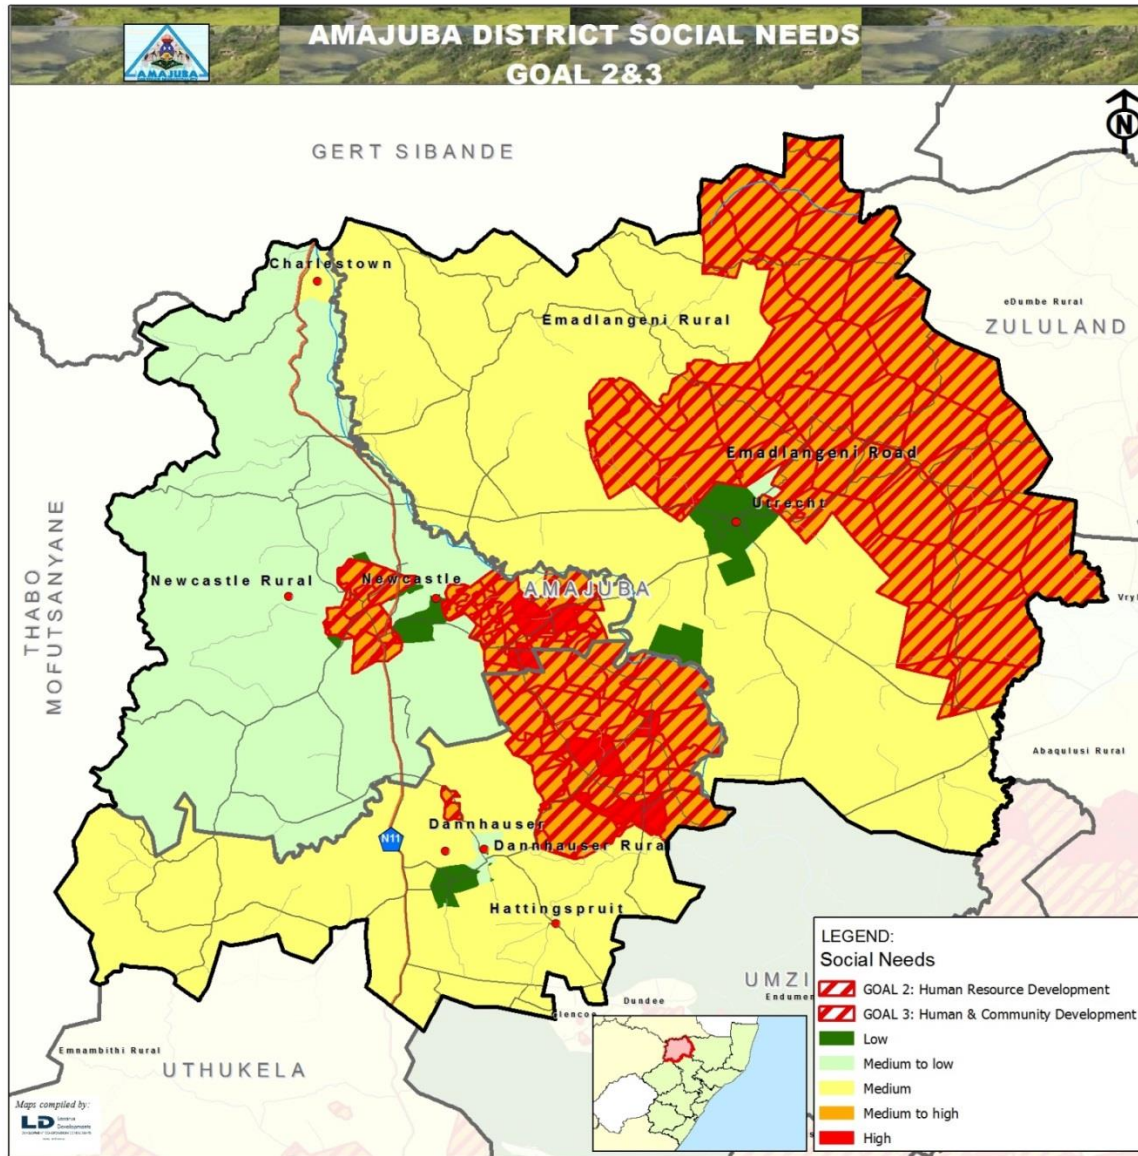 AMAJUBA DISTRICT SOCIAL NEEDS
GOAL 2&3
AMAJUBA
N
GERT SIBANDE
Charlestown
eDumbe Rural
Emadlangeni Rural
ZULULAND
Emadlangeni Road
Utrecht
THABO
MOFUTSANYANE
Newcastle Rural
Newcastle
AMAJUBA
Vry
Abaqulusi Rural
N11
Dannhauser
Dannhauser Rural
Hattingspruit
UMZI
Endume
Dundee
Glencoe
Emnambithi Rural
UTHUKELA
LEGEND:
Social Needs
GOAL 2: Human Resource Development
GOAL 3: Human & Community Development
Low
Medium to low
Medium
Medium to high
High
Maps compiled by:
LD
Developments